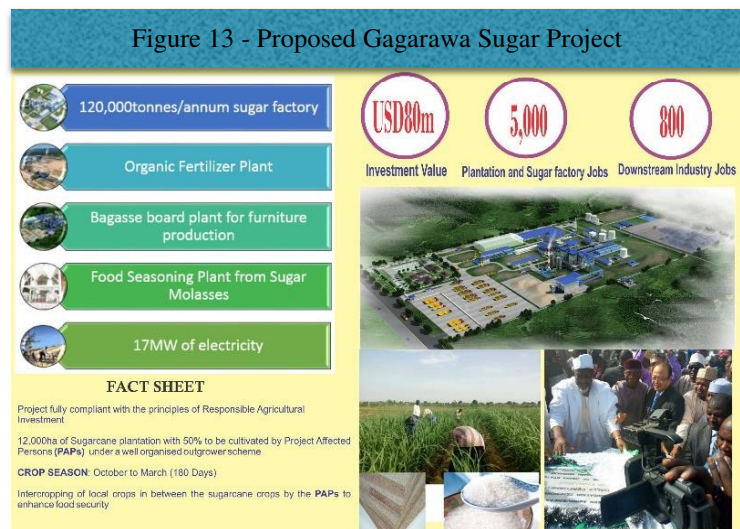 Figure 13 - Proposed Gagarawa Sugar Project
120,000tonnes/annum sugar factory
Organic Fertilizer Plant
Bagasse board plant for furniture
production
Food Seasoning Plant from Sugar
Molasses
17MW of electricity
USD80m
Investment Value
5,000
Plantation and Sugar factory Jobs
800
Downstream Industry Jobs
FACT SHEET
Project fully compliant with the principles of Responsible Agricultural
Investment
12,000ha of Sugarcane plantation with 50% to be cultivated by Project Affected
Persons (PAPs) under a well organised outgrower scheme
CROP SEASON: October to March (180 Days)
Intercropping of local crops in between the sugarcane crops by the PAPs to
enhance food security